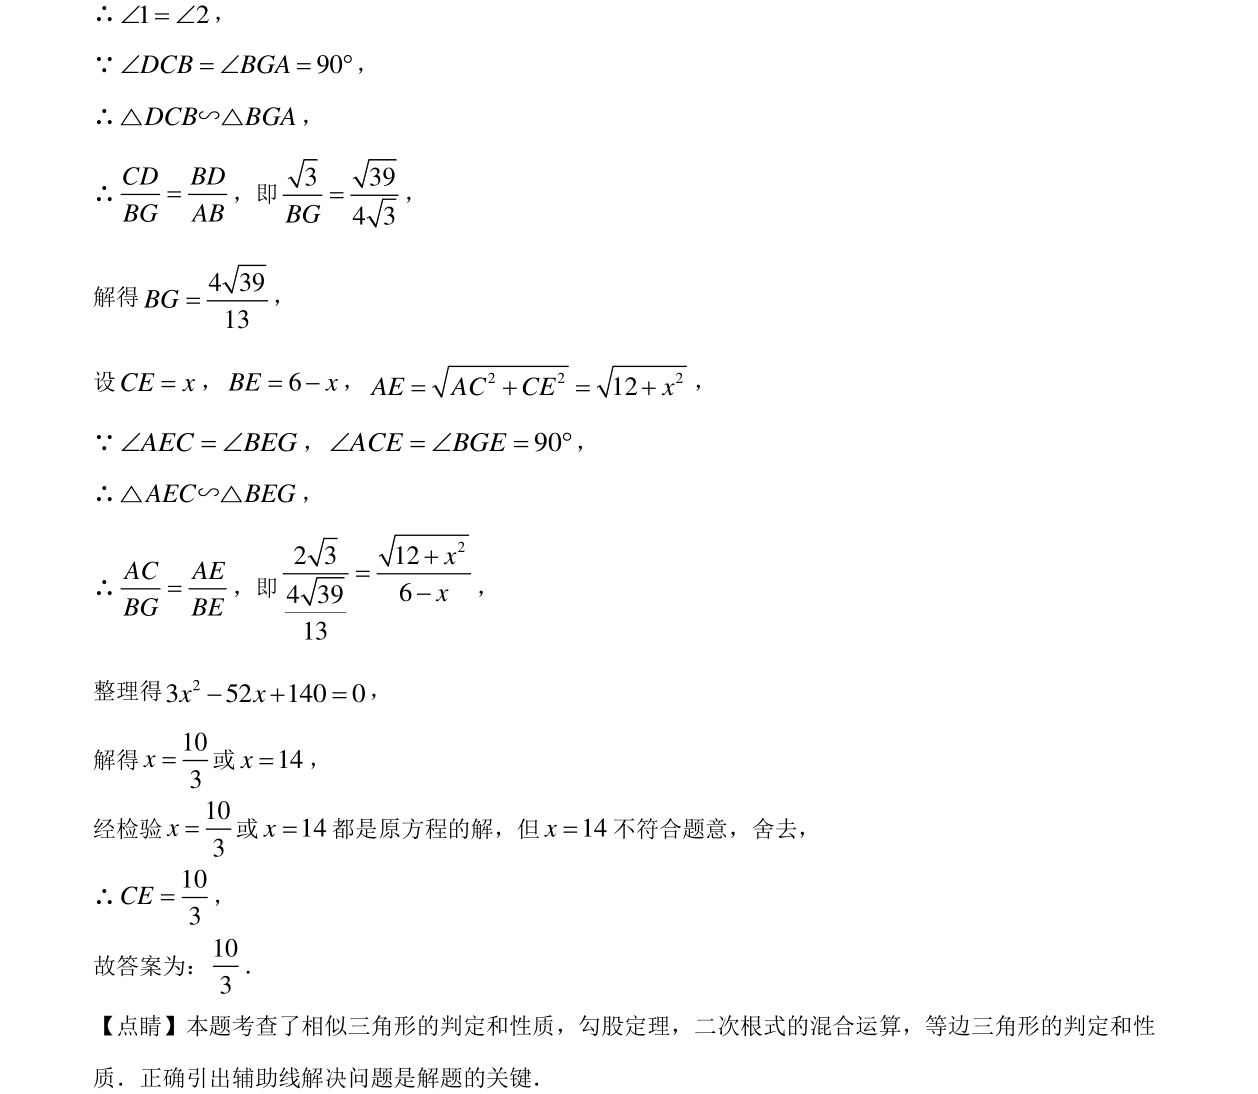 ∴ ∠1 = ∠2，
∵ ∠DCB = ∠BGA = 90°，
∴ △DCB∽△BGA，
∴ CD/BG = BD/AB，即 √3/BG = √39/(4√3)，
解得 BG = 4√39/13，
设 CE = x，BE = 6 − x，AE = √(AC² + CE²) = √(12 + x²)，
∵ ∠AEC = ∠BEG，∠ACE = ∠BGE = 90°，
∴ △AEC∽△BEG，
∴ AC/BG = AE/BE，即 2√3/(4√39/13) = √(12 + x²)/(6 − x)，
整理得 3x² − 52x + 140 = 0，
解得 x = 10/3 或 x = 14，
经检验 x = 10/3 或 x = 14 都是原方程的解，但 x = 14 不符合题意，舍去，
∴ CE = 10/3，
故答案为：10/3．
【点睛】本题考查了相似三角形的判定和性质，勾股定理，二次根式的混合运算，等边三角形的判定和性
质．正确引出辅助线解决问题是解题的关键．